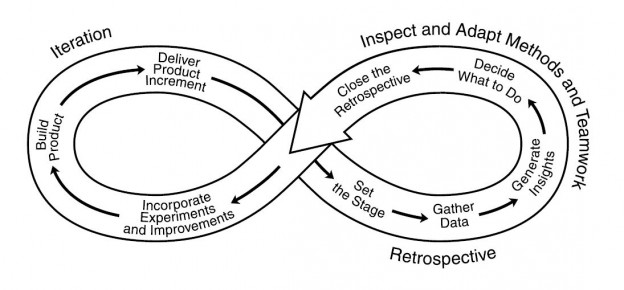 Iteration
Inspect and Adapt Methods and Teamwork
Deliver
Product
Increment
Close the
Retrospective
Decide
What to Do
Build
Product
Generate
Insights
Incorporate
Experiments
and Improvements
Set
the Stage
Gather
Data
Retrospective